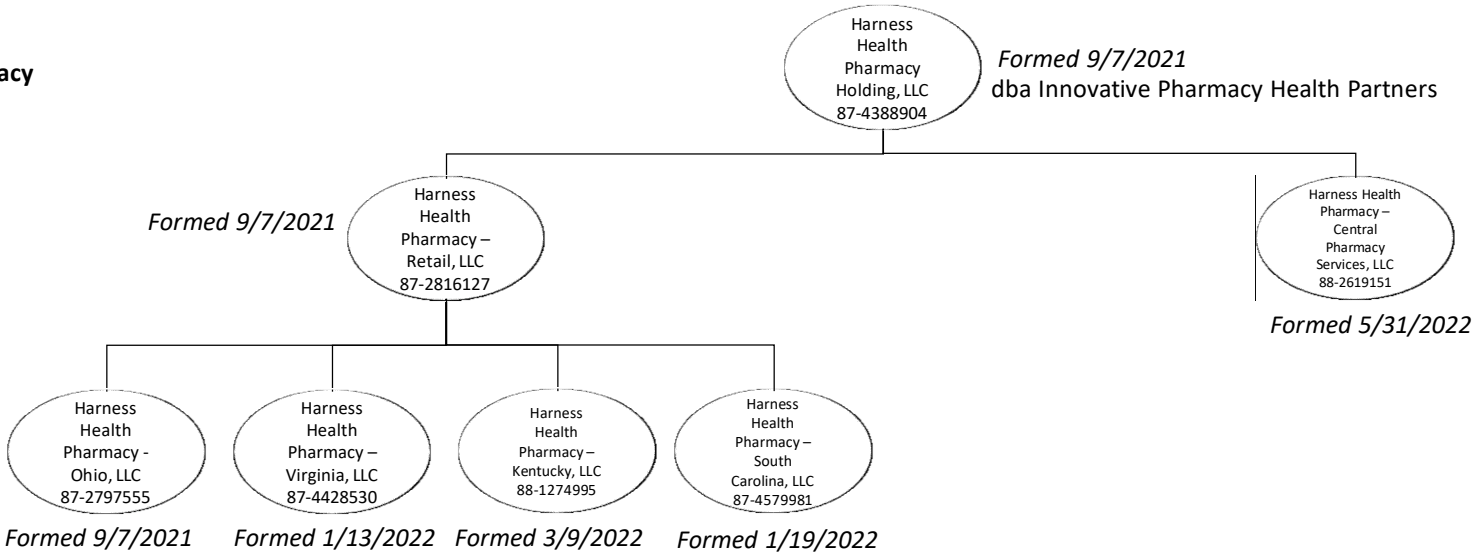 acy
Harness
Health
Pharmacy
Holding, LLC
87-4388904
Formed 9/7/2021
dba Innovative Pharmacy Health Partners
Formed 9/7/2021
Harness
Health
Pharmacy –
Retail, LLC
87-2816127
Harness Health
Pharmacy –
Central
Pharmacy
Services, LLC
88-2619151
Formed 5/31/2022
Harness
Health
Pharmacy -
Ohio, LLC
87-2797555
Formed 9/7/2021
Harness
Health
Pharmacy –
Virginia, LLC
87-4428530
Formed 1/13/2022
Harness
Health
Pharmacy –
Kentucky, LLC
88-1274995
Formed 3/9/2022
Harness
Health
Pharmacy –
South
Carolina, LLC
87-4579981
Formed 1/19/2022